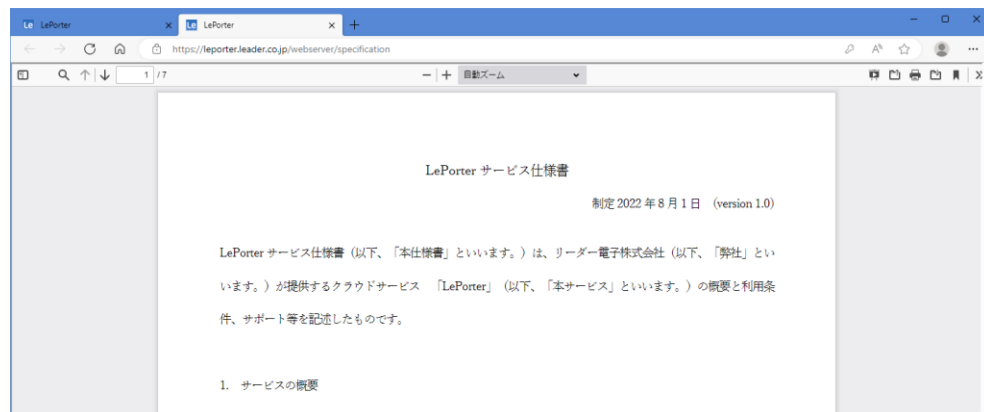 Le LePorter
Le LePorter
https://leporter.leader.co.jp/webserver/specification
1 /7
自動ズーム
LePorter サービス仕様書
制定 2022 年 8 月 1 日 (version 1.0)
LePorter サービス仕様書（以下、「本仕様書」といいます。）は、リーダー電子株式会社（以下、「弊社」とい
います。）が提供するクラウドサービス 「LePorter」（以下、「本サービス」といいます。）の概要と利用条
件、サポート等を記述したものです。
1. サービスの概要